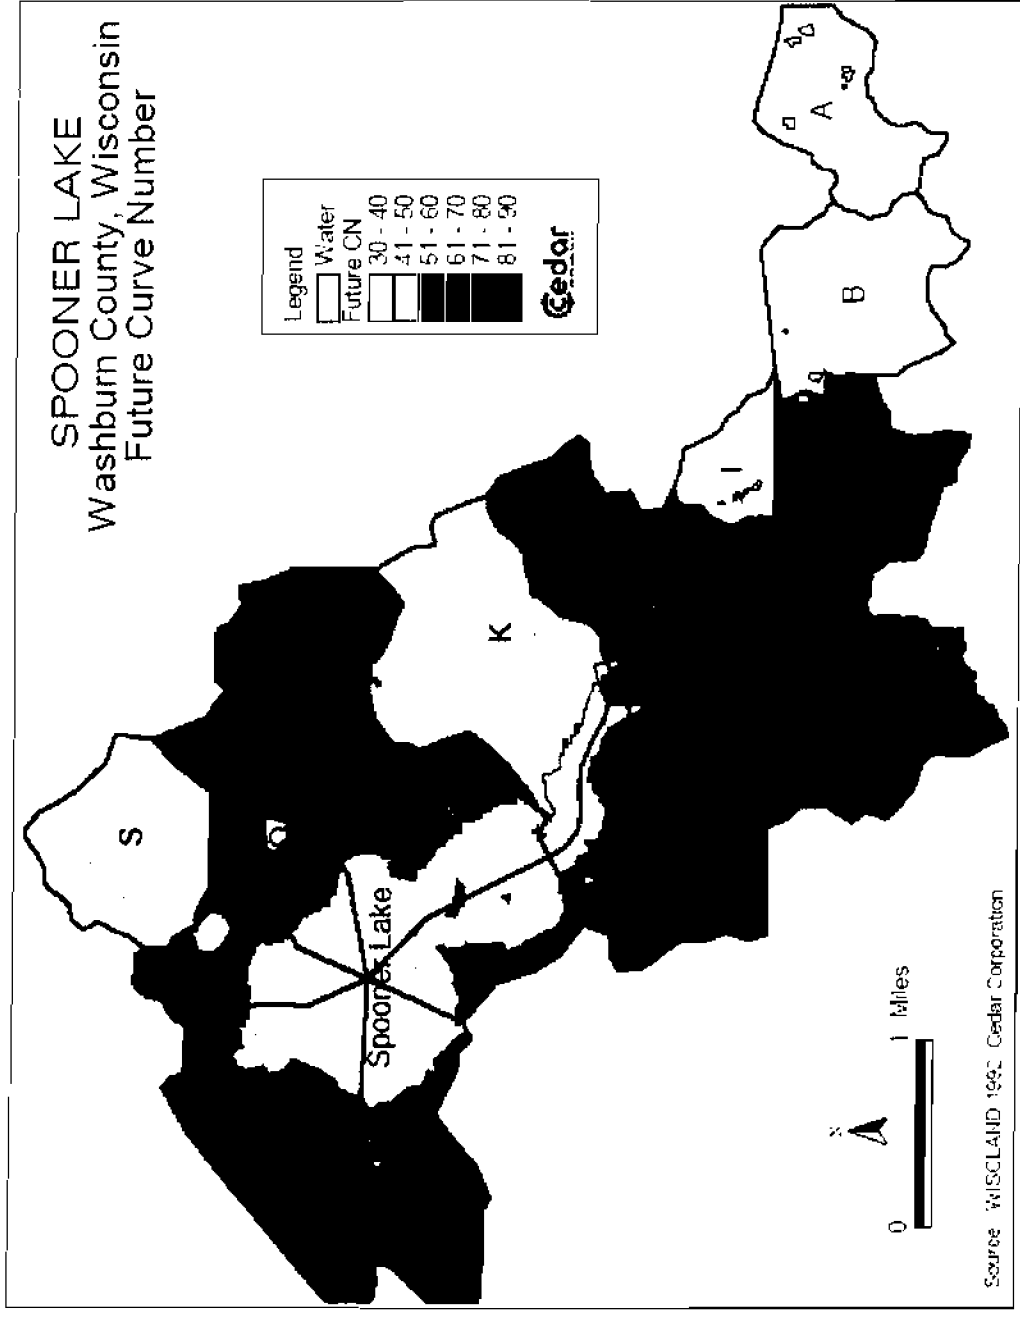 SPOONER LAKE
Washburn County, Wisconsin
Future Curve Number
Legend
Water
Future CN
30 - 40
41 - 50
51 - 60
61 - 70
71 - 80
81 - 90
Cedar
S
K
I
B
A
Spooner Lake
0 1 Miles
Source WISCLAND 1992 Cedar Corporation